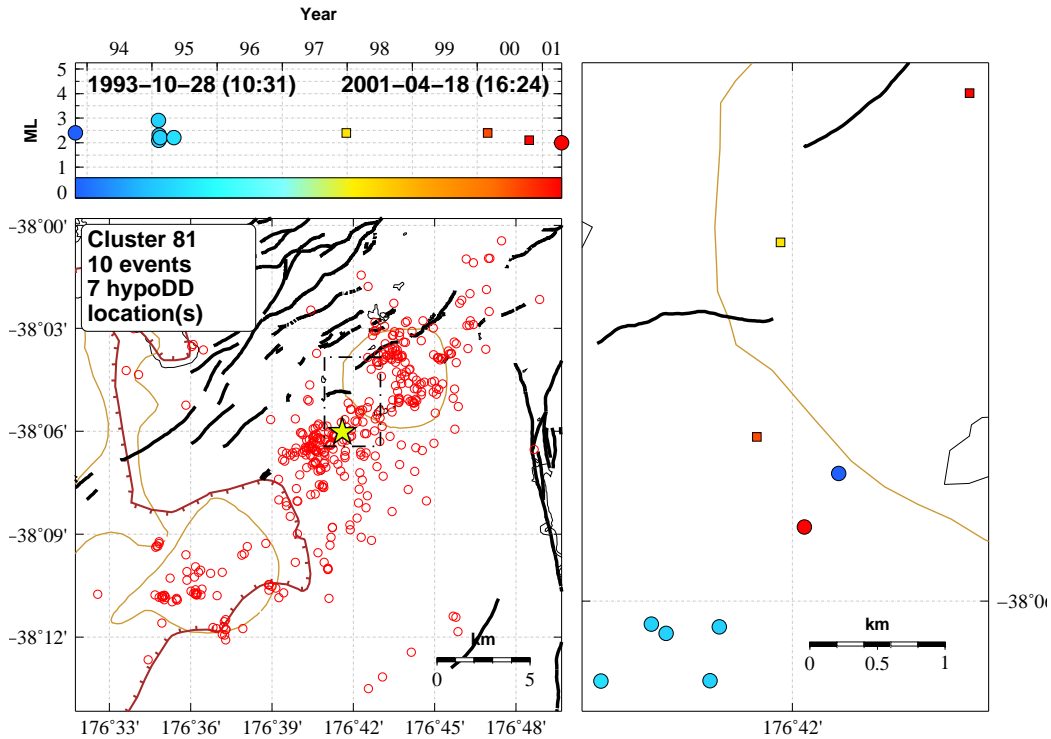 Year
94 95 96 97 98 99 00 01
5
4
3
2
1
0
ML
1993−10−28 (10:31) 2001−04−18 (16:24)
−38˚00'
−38˚03'
−38˚06'
−38˚09'
−38˚12'
Cluster 81
10 events
7 hypoDD
location(s)
km
0 5
176˚33' 176˚36' 176˚39' 176˚42' 176˚45' 176˚48'
−38˚06
km
0 0.5 1
176˚42'